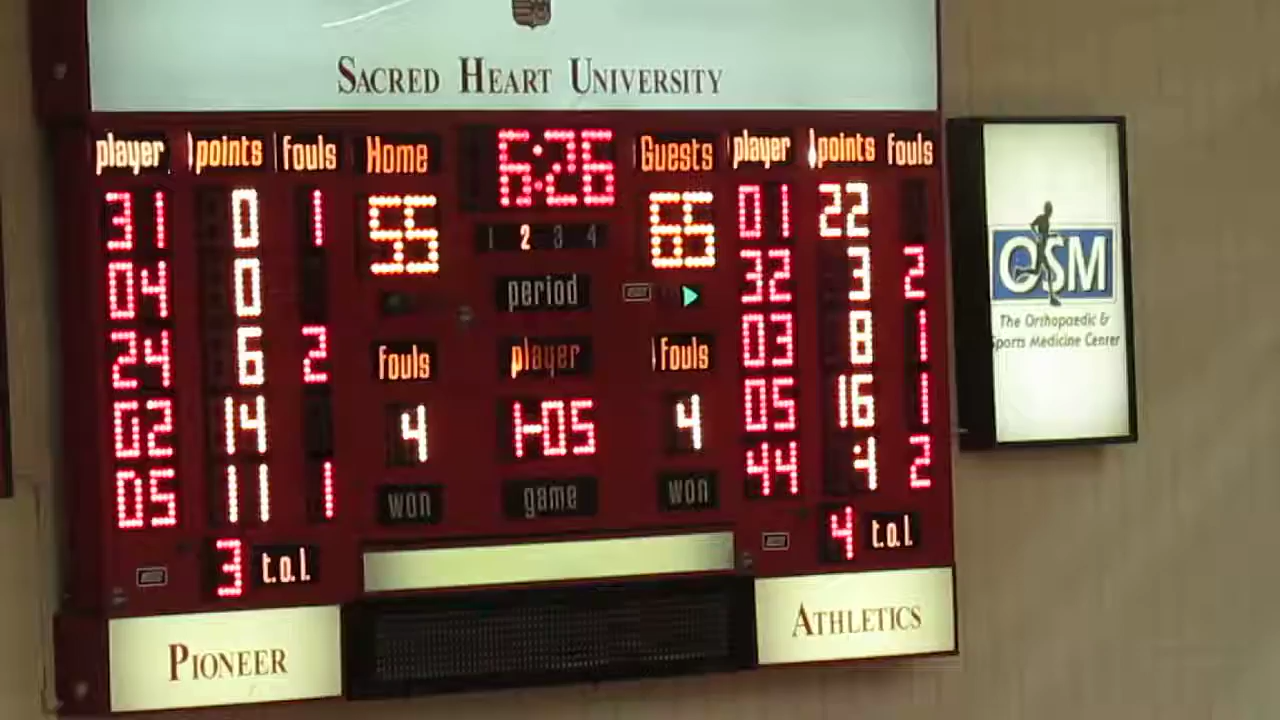 SACRED HEART UNIVERSITY
player points fouls Home 6:26 Guests player points fouls
31 0 1 55 65 01 22
1 2 3 4
04 0 period 32 3 2
24 6 2 fouls player fouls 03 8 1
02 14 4 1-05 4 05 16 1
05 11 1 won game won 44 4 2
3 t.o.l 4 t.o.l
PIONEER ATHLETICS
OSM
The Orthopaedic &
Sports Medicine Center